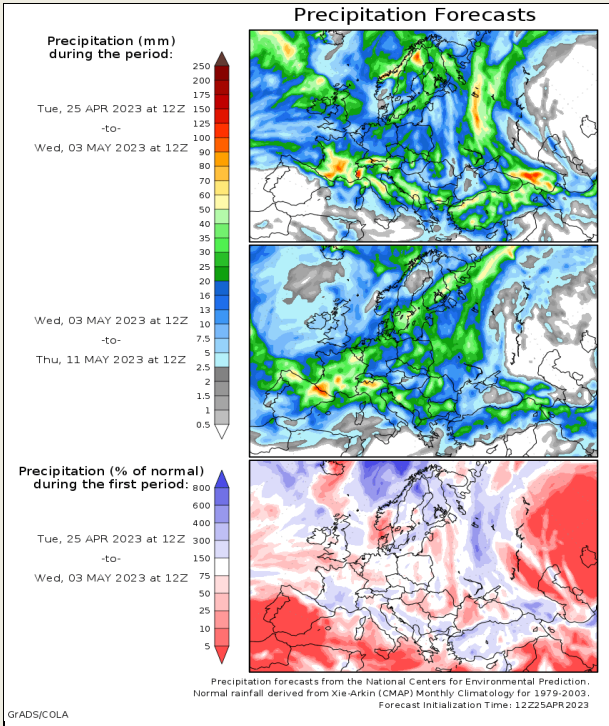 Precipitation Forecasts
Precipitation (mm)
during the period:
Tue, 25 APR 2023 at 12Z
-to-
Wed, 03 MAY 2023 at 12Z
250
200
175
150
125
100
90
80
70
60
50
40
35
30
25
20
16
13
10
7.5
5
2.5
2
1.5
1
0.5
Wed, 03 MAY 2023 at 12Z
-to-
Thu, 11 MAY 2023 at 12Z
Precipitation (% of normal)
during the first period:
Tue, 25 APR 2023 at 12Z
-to-
Wed, 03 MAY 2023 at 12Z
800
600
400
300
150
75
50
25
10
5
Precipitation forecasts from the National Centers for Environmental Prediction.
Normal rainfall derived from Xie-Arkin (CMAP) Monthly Climatology for 1979-2003.
Forecast Initialization Time: 12Z25APR2023
GrADS/COLA